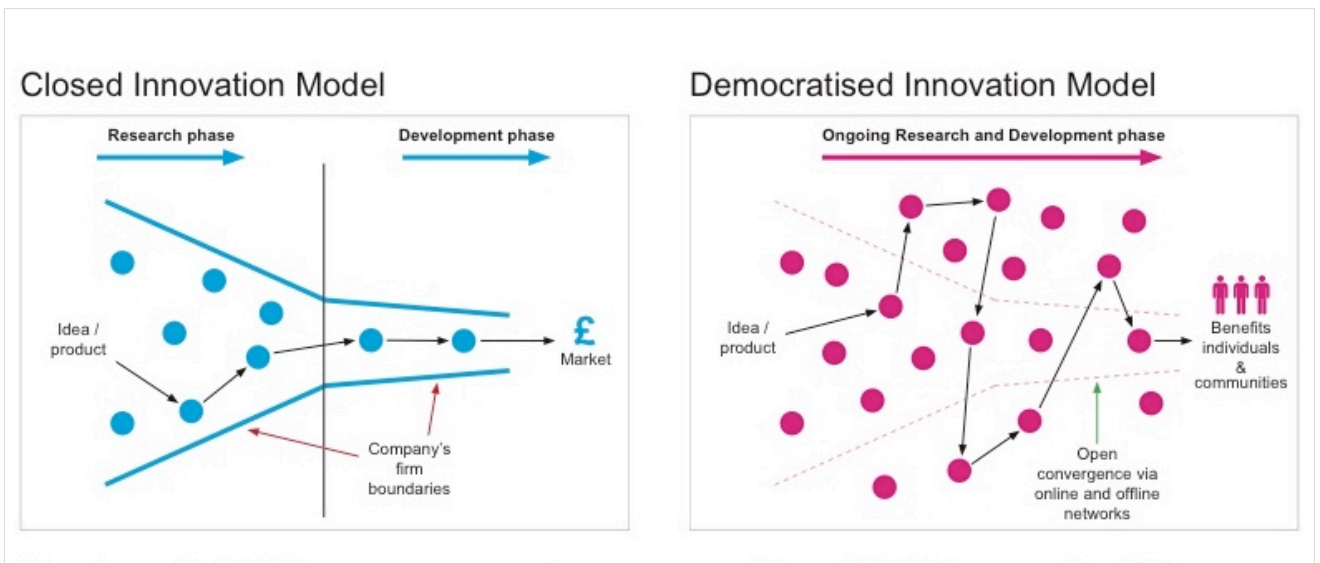 Closed Innovation Model
Research phase
Development phase
Idea /
product
£
Market
Company's
firm
boundaries
Democratised Innovation Model
Ongoing Research and Development phase
Idea /
product
Benefits
individuals
&
communities
Open
convergence via
online and offline
networks